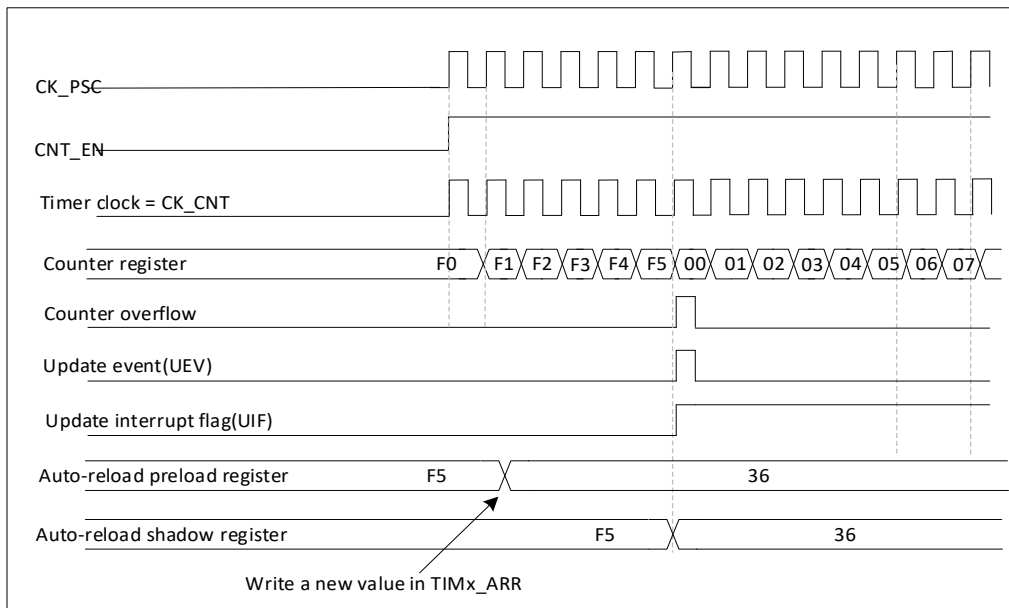 CK_PSC
CNT_EN
Timer clock = CK_CNT
Counter register F0 F1 F2 F3 F4 F5 00 01 02 03 04 05 06 07
Counter overflow
Update event(UEV)
Update interrupt flag(UIF)
Auto-reload preload register F5 36
Auto-reload shadow register F5 36
Write a new value in TIMx_ARR